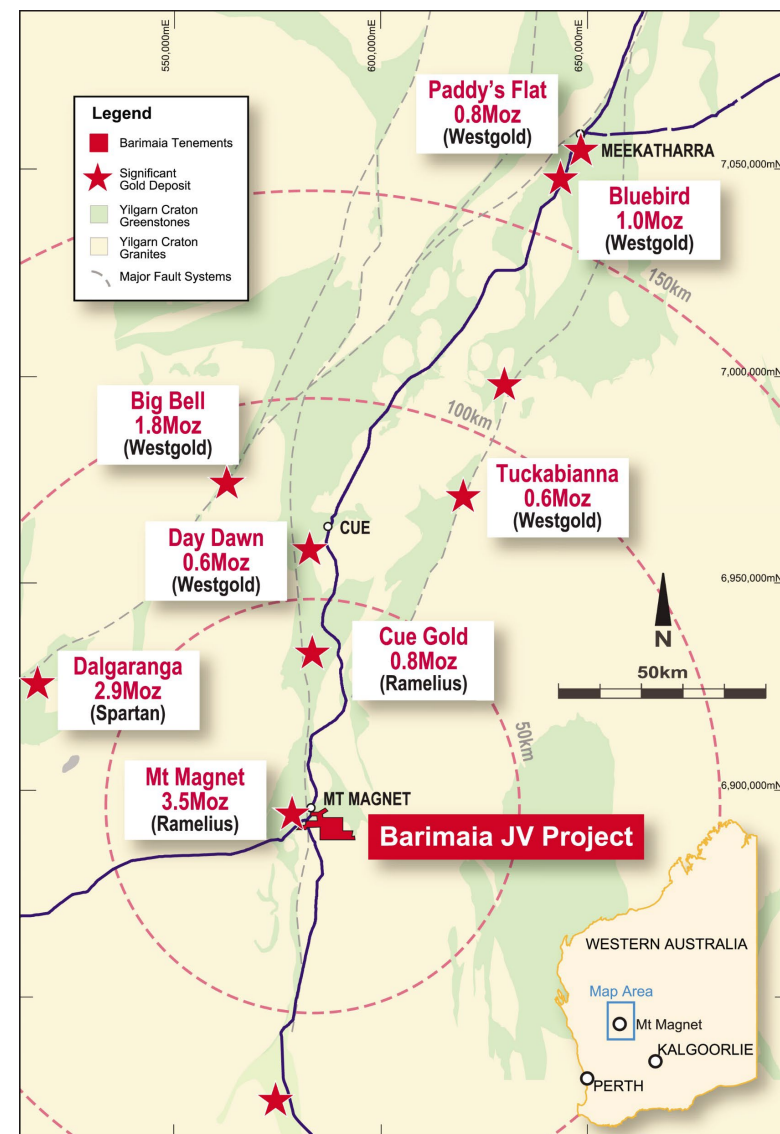 550,000mE
600,000mE
650,000mE
Legend
Barimaia Tenements
Significant
Gold Deposit
Yilgarn Craton
Greenstones
Yilgarn Craton
Granites
Major Fault Systems
Paddy's Flat
0.8Moz
(Westgold)
MEEKATHARRA
7,050,000mN
Bluebird
1.0Moz
(Westgold)
150km
7,000,000mN
Big Bell
1.8Moz
(Westgold)
100km
Tuckabianna
0.6Moz
(Westgold)
CUE
Day Dawn
0.6Moz
(Westgold)
6,950,000mN
N
50km
Cue Gold
0.8Moz
(Ramelius)
Dalgaranga
2.9Moz
(Spartan)
50km
Mt Magnet
3.5Moz
(Ramelius)
MT MAGNET
6,900,000mN
Barimaia JV Project
WESTERN AUSTRALIA
Map Area
Mt Magnet
KALGOORLIE
PERTH